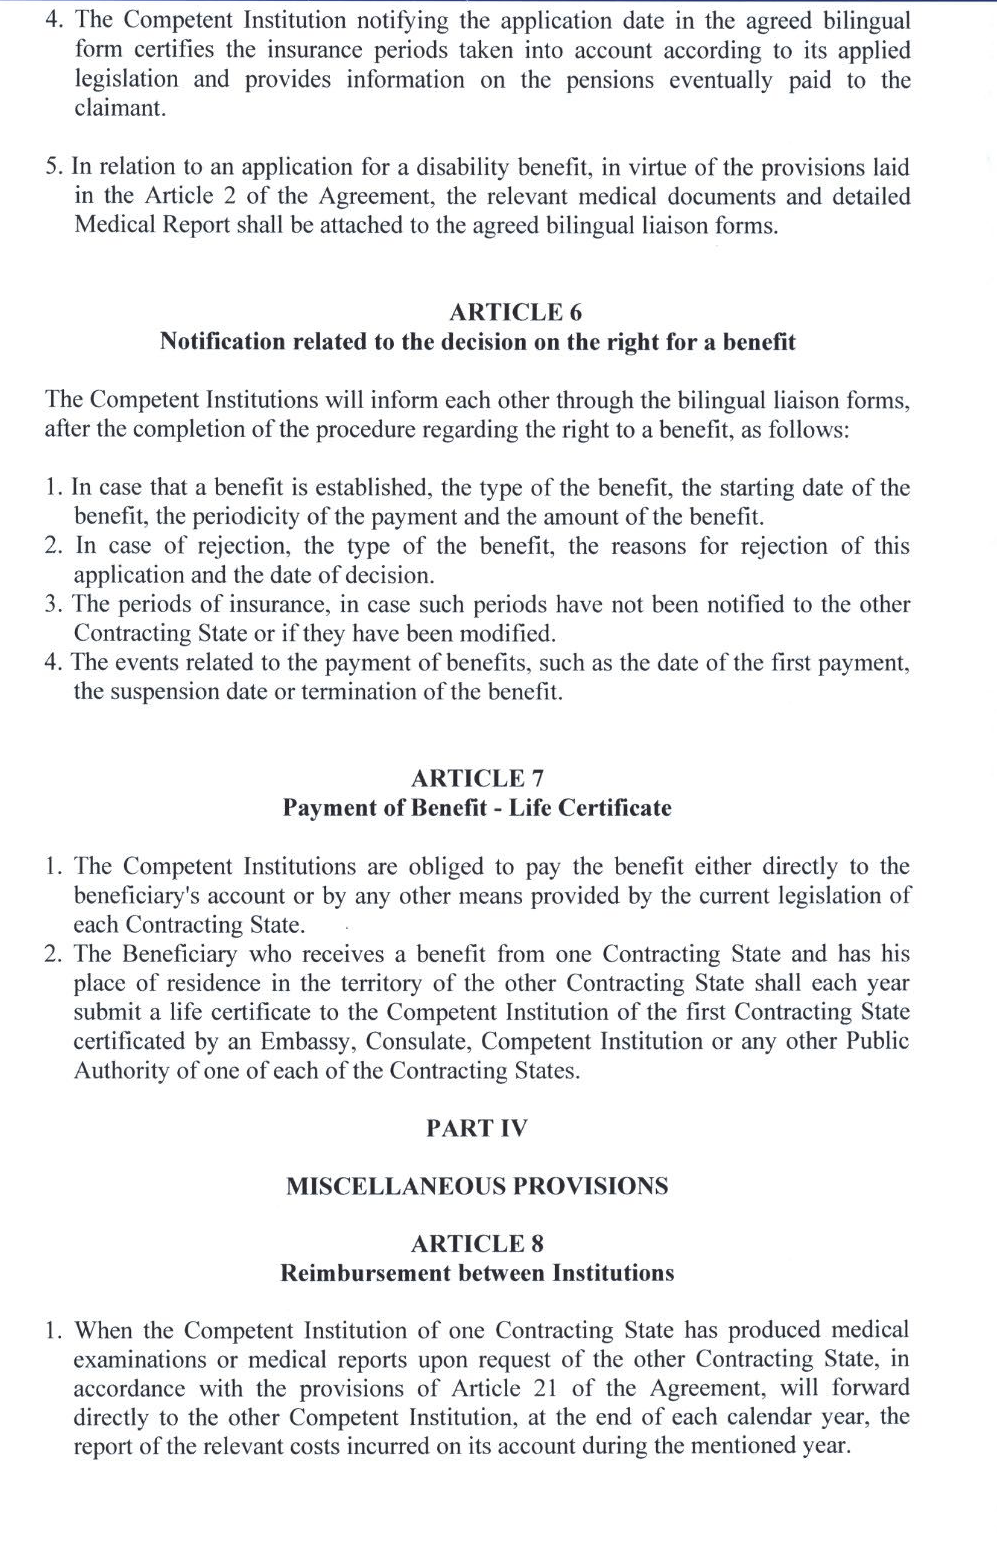 4. The Competent Institution notifying the application date in the agreed bilingual
form certifies the insurance periods taken into account according to its applied
legislation and provides information on the pensions eventually paid to the
claimant.
5. In relation to an application for a disability benefit, in virtue of the provisions laid
in the Article 2 of the Agreement, the relevant medical documents and detailed
Medical Report shall be attached to the agreed bilingual liaison forms.
ARTICLE 6
Notification related to the decision on the right for a benefit
The Competent Institutions will inform each other through the bilingual liaison forms,
after the completion of the procedure regarding the right to a benefit, as follows:
1. In case that a benefit is established, the type of the benefit, the starting date of the
benefit, the periodicity of the payment and the amount of the benefit.
2. In case of rejection, the type of the benefit, the reasons for rejection of this
application and the date of decision.
3. The periods of insurance, in case such periods have not been notified to the other
Contracting State or if they have been modified.
4. The events related to the payment of benefits, such as the date of the first payment,
the suspension date or termination of the benefit.
ARTICLE 7
Payment of Benefit - Life Certificate
1. The Competent Institutions are obliged to pay the benefit either directly to the
beneficiary's account or by any other means provided by the current legislation of
each Contracting State.
2. The Beneficiary who receives a benefit from one Contracting State and has his
place of residence in the territory of the other Contracting State shall each year
submit a life certificate to the Competent Institution of the first Contracting State
certificated by an Embassy, Consulate, Competent Institution or any other Public
Authority of one of each of the Contracting States.
PART IV
MISCELLANEOUS PROVISIONS
ARTICLE 8
Reimbursement between Institutions
1. When the Competent Institution of one Contracting State has produced medical
examinations or medical reports upon request of the other Contracting State, in
accordance with the provisions of Article 21 of the Agreement, will forward
directly to the other Competent Institution, at the end of each calendar year, the
report of the relevant costs incurred on its account during the mentioned year.